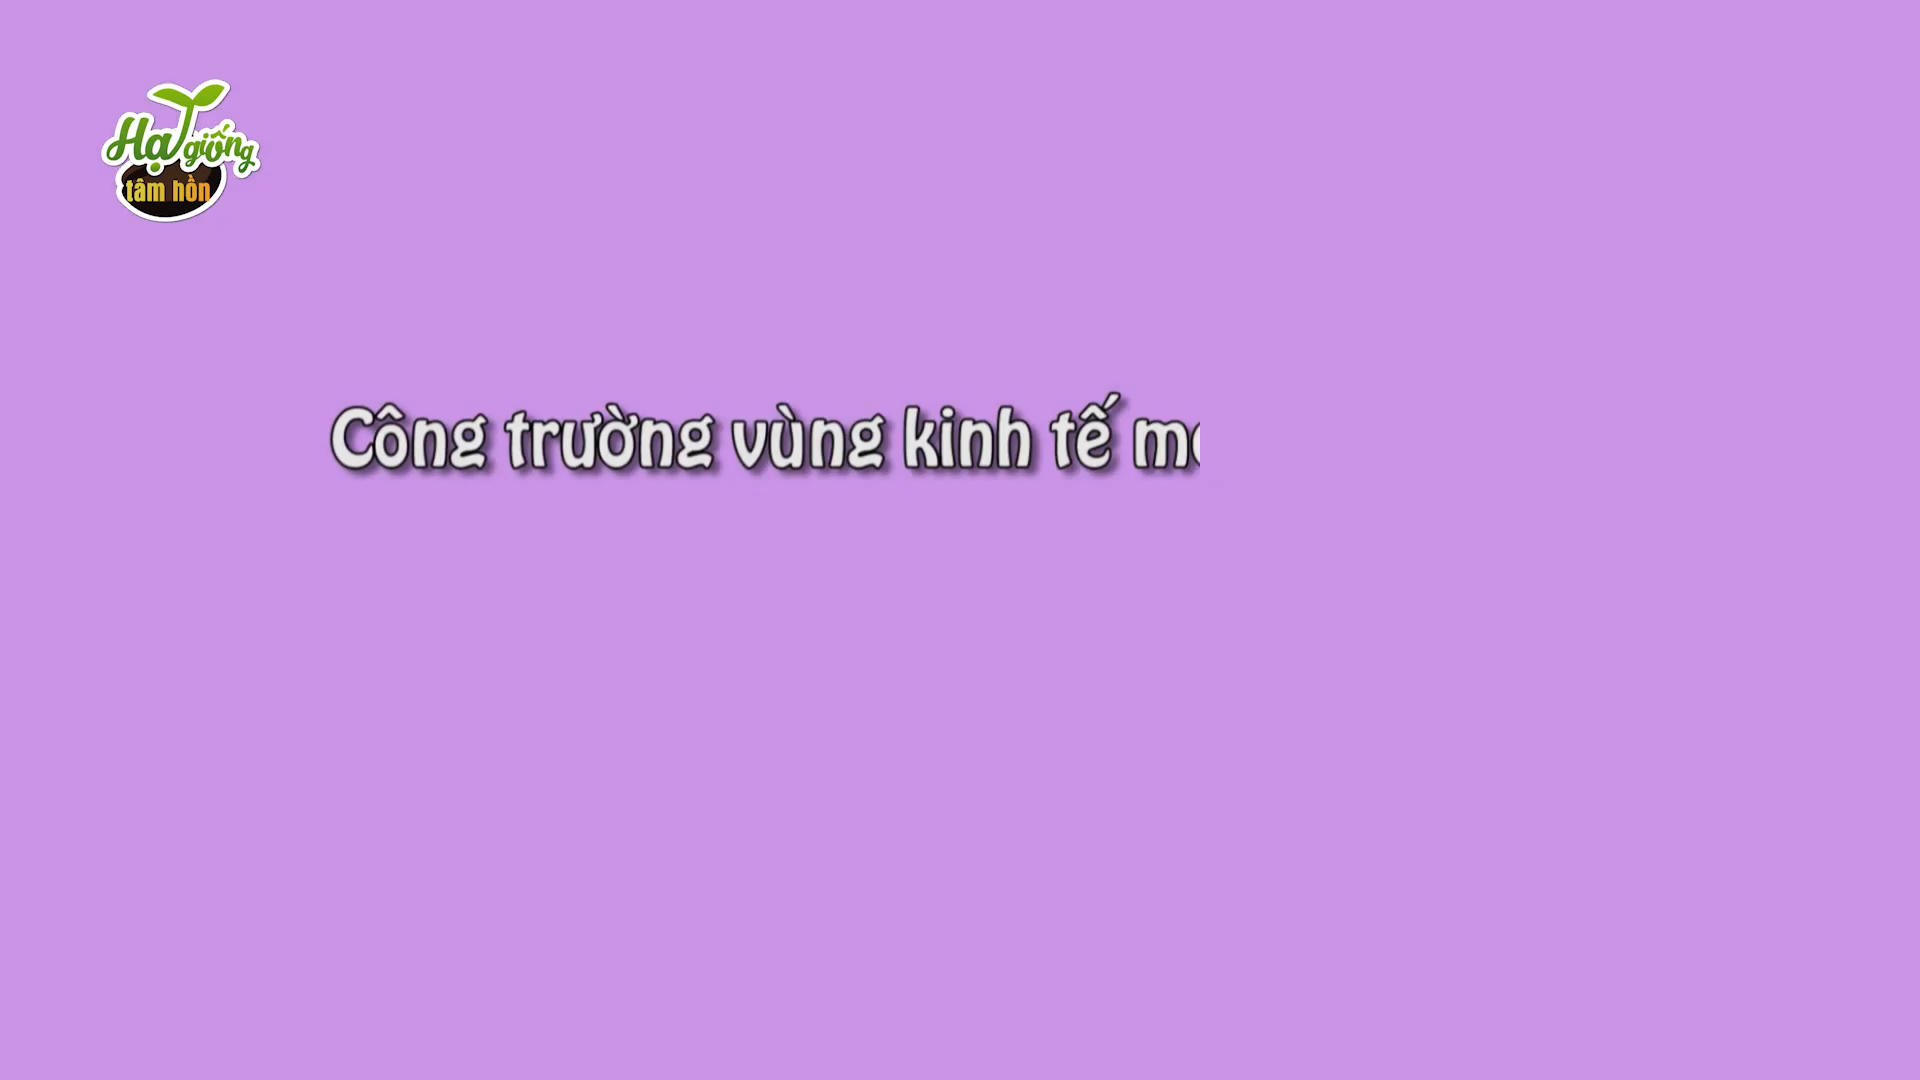 Hạt giống
tâm hồn
Công trường vùng kinh tế